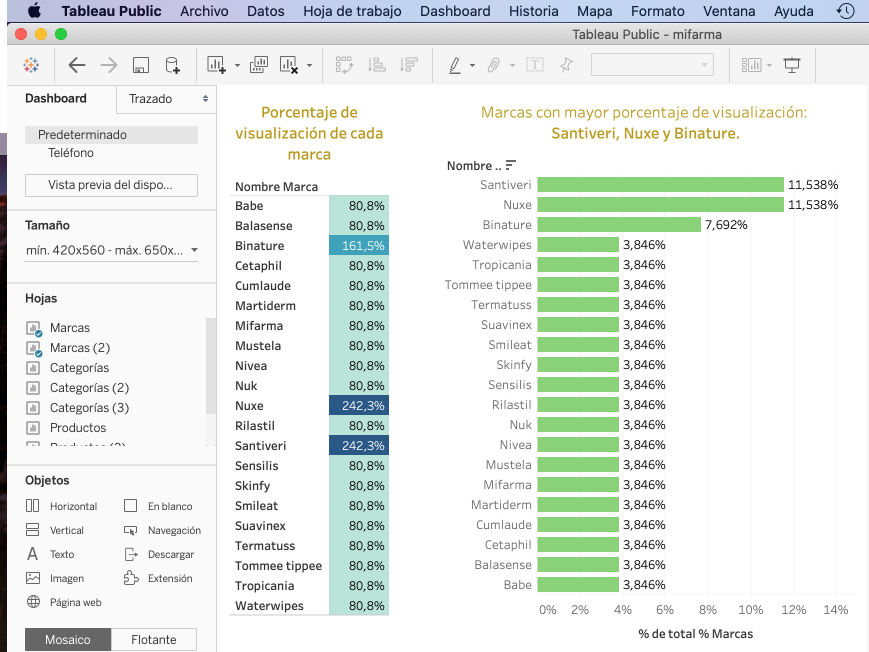 Tableau Public Archivo Datos Hoja de trabajo Dashboard Historia Mapa Formato Ventana Ayuda
Tableau Public - mifarma
Dashboard
Trazado
Predeterminado
Teléfono
Vista previa del dispo...
Tamaño
mín. 420x560 - máx. 650x...
Hojas
Marcas
Marcas (2)
Categorías
Categorías (2)
Categorías (3)
Productos
Objetos
Horizontal
En blanco
Vertical
Navegación
A Texto
Descargar
Imagen
Extensión
Página web
Mosaico
Flotante
Porcentaje de
visualización de cada
marca
Nombre Marca
Babe 80,8%
Balasense 80,8%
Binature 161,5%
Cetaphil 80,8%
Cumlaude 80,8%
Martiderm 80,8%
Mifarma 80,8%
Mustela 80,8%
Nivea 80,8%
Nuk 80,8%
Nuxe 242,3%
Rilastil 80,8%
Santiveri 242,3%
Sensilis 80,8%
Skinfy 80,8%
Smileat 80,8%
Suavinex 80,8%
Termatuss 80,8%
Tommee tippee 80,8%
Tropicania 80,8%
Waterwipes 80,8%
Marcas con mayor porcentaje de visualización:
Santiveri, Nuxe y Binature.
Nombre ..
Santiveri 11,538%
Nuxe 11,538%
Binature 7,692%
Waterwipes 3,846%
Tropicania 3,846%
Tommee tippee 3,846%
Termatuss 3,846%
Suavinex 3,846%
Smileat 3,846%
Skinfy 3,846%
Sensilis 3,846%
Rilastil 3,846%
Nuk 3,846%
Nivea 3,846%
Mustela 3,846%
Mifarma 3,846%
Martiderm 3,846%
Cumlaude 3,846%
Cetaphil 3,846%
Balasense 3,846%
Babe 3,846%
0% 2% 4% 6% 8% 10% 12% 14%
% de total % Marcas